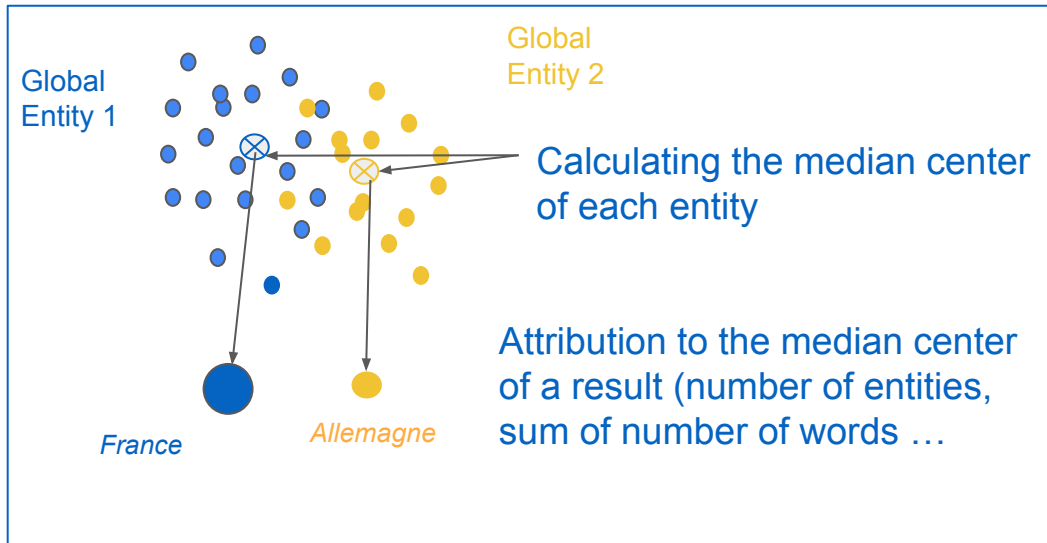 Global
Entity 1
Global
Entity 2
Calculating the median center
of each entity
Attribution to the median center
of a result (number of entities,
sum of number of words …
France
Allemagne